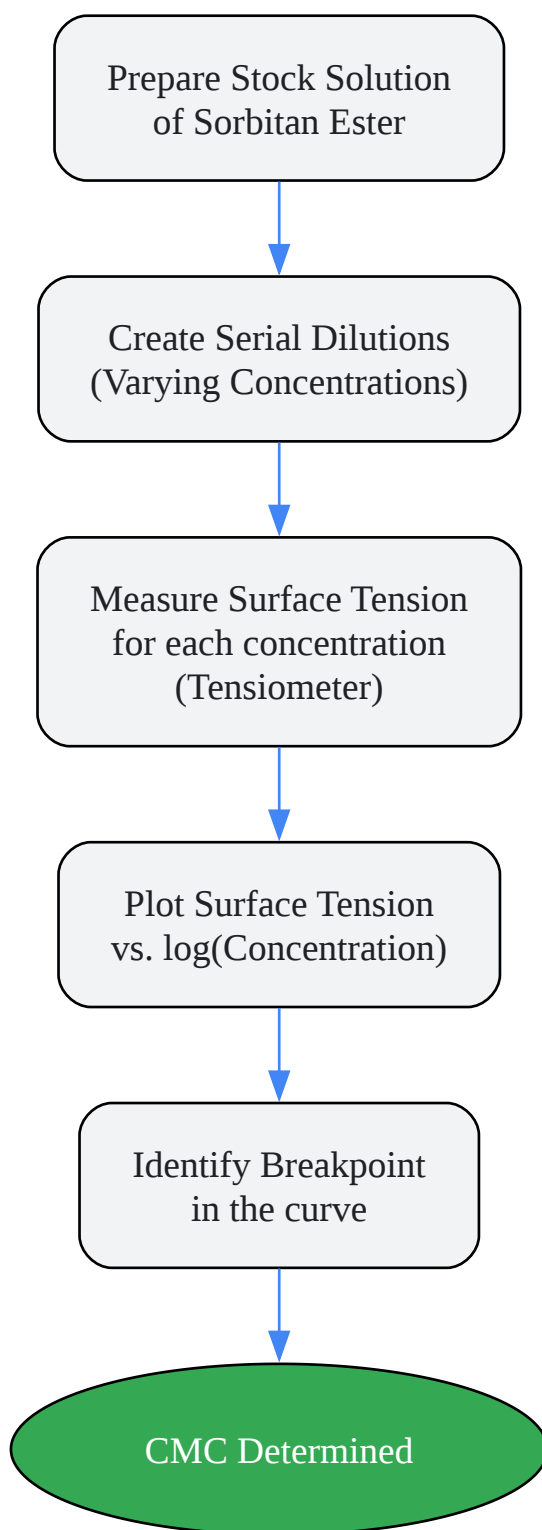 Prepare Stock Solution
of Sorbitan Ester
Create Serial Dilutions
(Varying Concentrations)
Measure Surface Tension
for each concentration
(Tensiometer)
Plot Surface Tension
vs. log(Concentration)
Identify Breakpoint
in the curve
CMC Determined